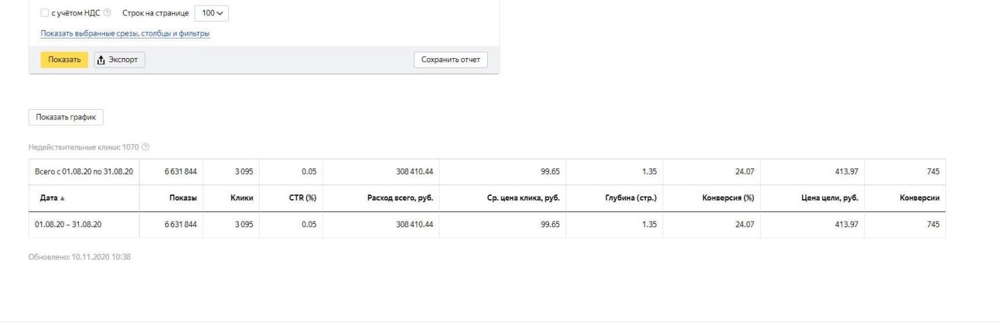 с учётом НДС Строк на странице 100
Показать выбранные срезы, столбцы и фильтры
Показать Экспорт Сохранить отчет
Показать график
Недействительные клики: 1070
Всего с 01.08.20 по 31.08.20 6 631 844 3 095 0.05 308 410.44 99.65 1.35 24.07 413.97 745
Дата Показы Клики CTR (%) Расход всего, руб. Ср. цена клика, руб. Глубина (стр.) Конверсия (%) Цена цели, руб. Конверсии
01.08.20 – 31.08.20 6 631 844 3 095 0.05 308 410.44 99.65 1.35 24.07 413.97 745
Обновлено: 10.11.2020 10:38